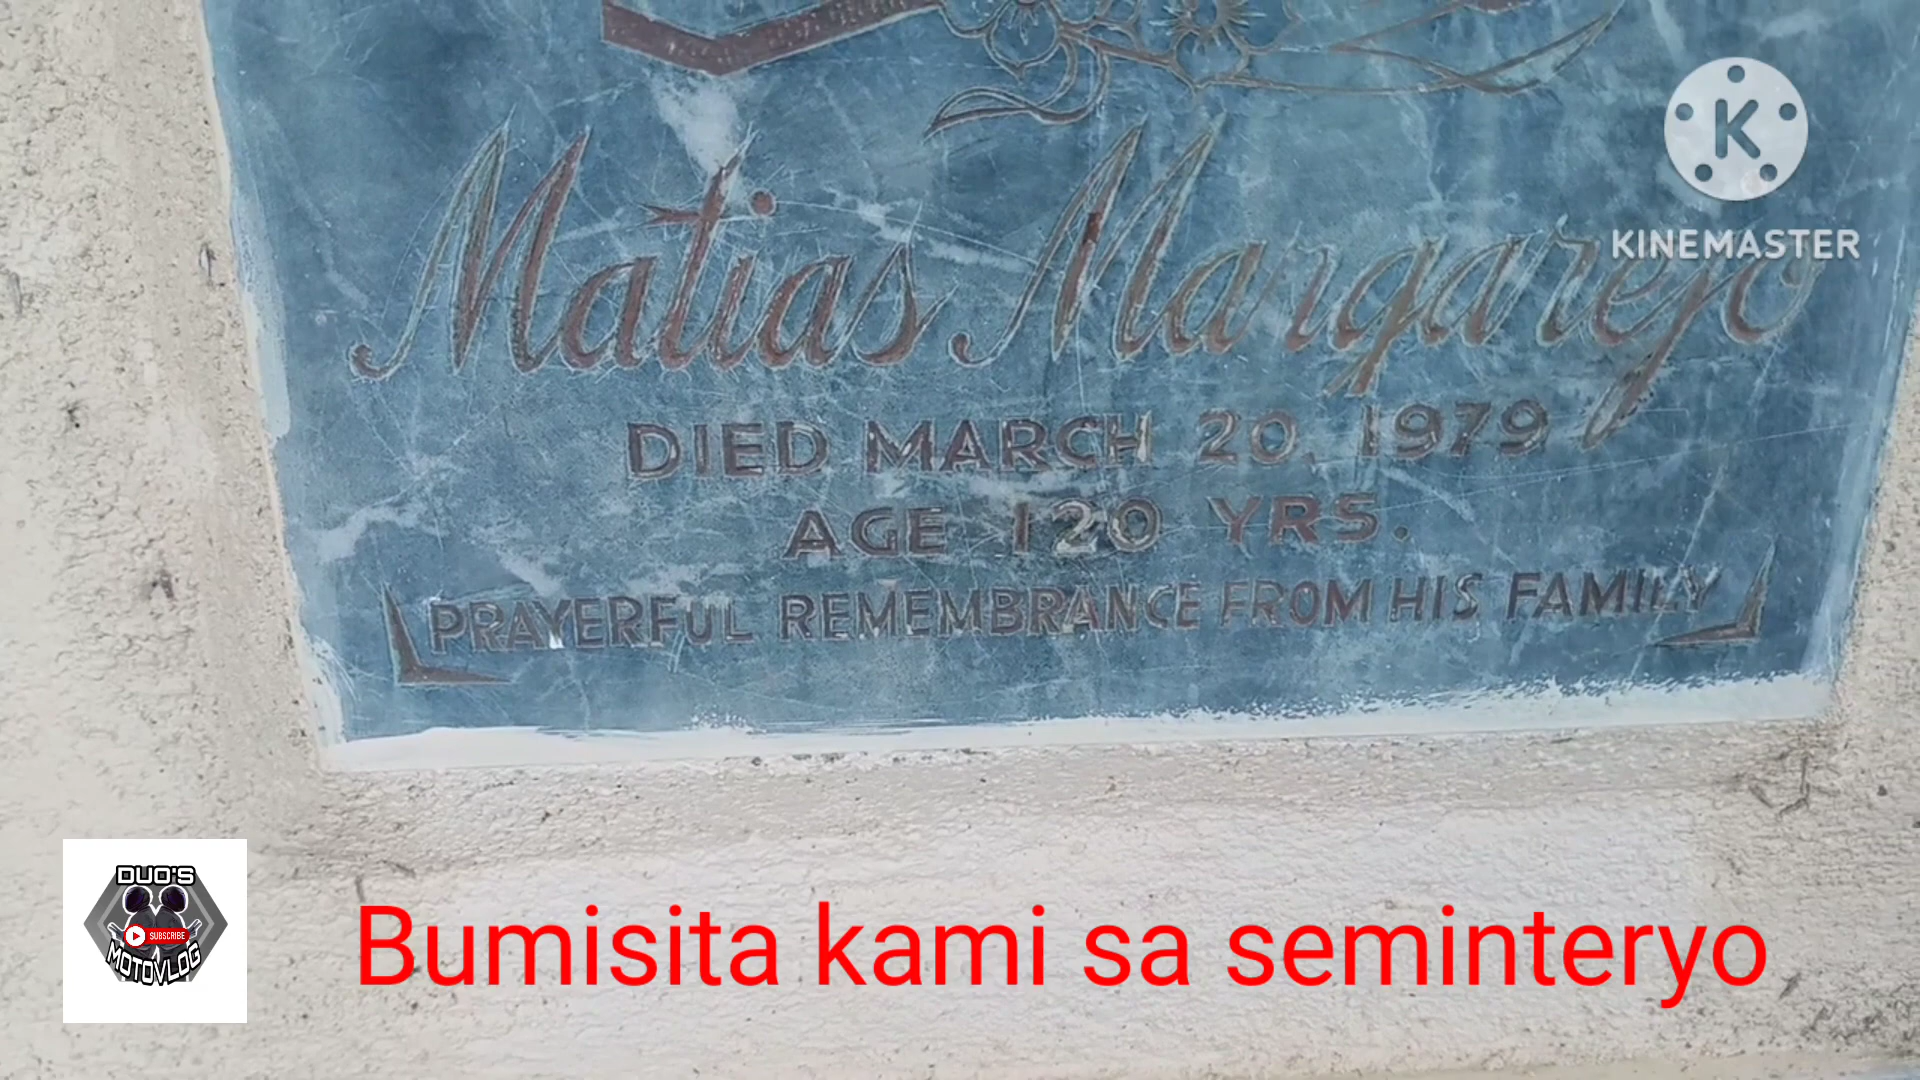 K
KINEMASTER
Matias Margarejo
DIED MARCH 20, 1979
AGE 120 YRS.
PRAYERFUL REMEMBRANCE FROM HIS FAMILY
DUO'S
SUBSCRIBE
MOTOVLOG
Bumisita kami sa seminteryo